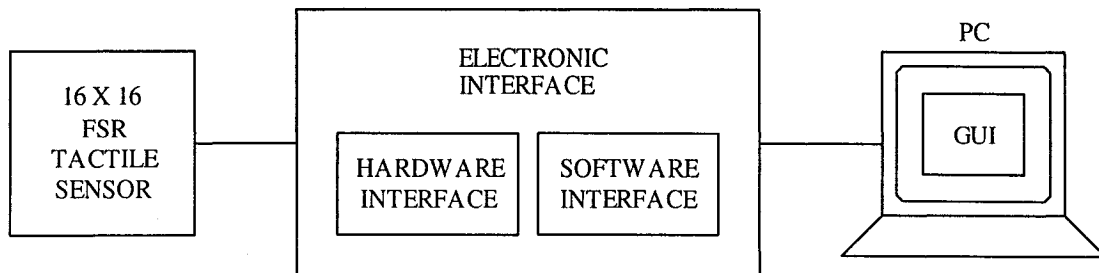 16 X 16
FSR
TACTILE
SENSOR
ELECTRONIC
INTERFACE
HARDWARE
INTERFACE
SOFTWARE
INTERFACE
PC
GUI